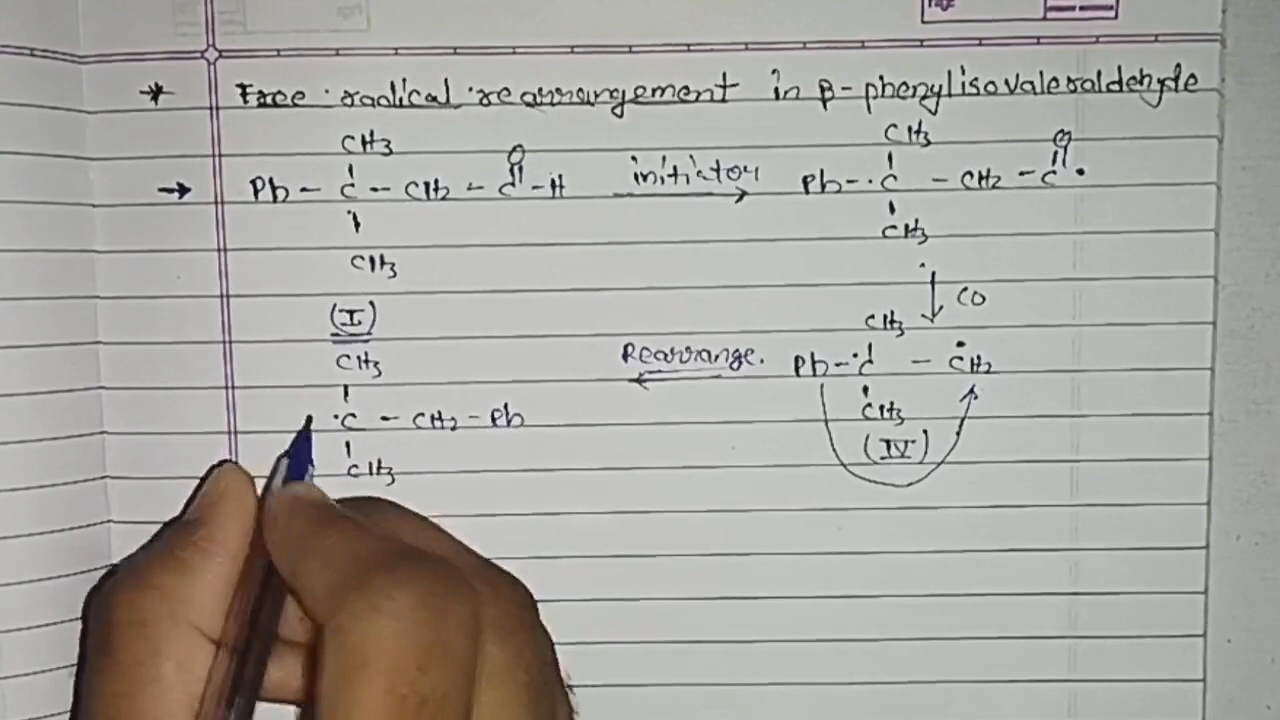 * Free radical rearrangement in β-phenylisovaleraldehyde
CH3 CH3
→ Ph - C - CH2 - C - H initiator Ph - C - CH2 - C •
O O
CH3 CH3
(I) CO
CH3 CH3
Rearrange. Ph - C - CH2
•C - CH2 - Ph CH3
CH3 (IV)
Page